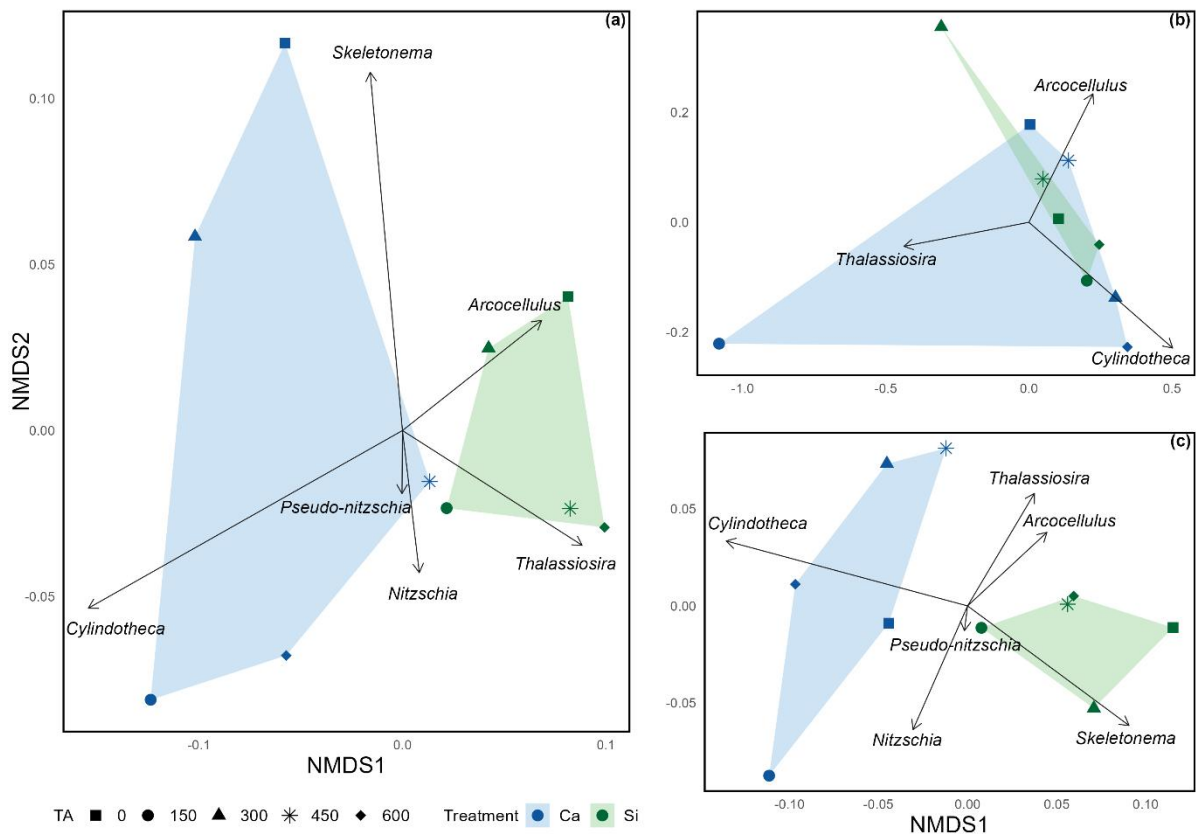 (a)
Skeletonema
0.10
0.05
Arcocellulus
NMDS2
0.00
Pseudo-nitzschia
Thalassiosira
Nitzschia
-0.05
Cylindotheca
-0.1
0.0
0.1
NMDS1
(b)
Arcocellulus
0.2
0.0
Thalassiosira
-0.2
Cylindotheca
-1.0
-0.5
0.0
0.5
(c)
Thalassiosira
0.05
Cylindotheca
Arcocellulus
0.00
Pseudo-nitzschia
-0.05
Nitzschia
Skeletonema
-0.10
-0.05
0.00
0.05
0.10
NMDS1
TA 0 150 300 450 600 Treatment Ca Si